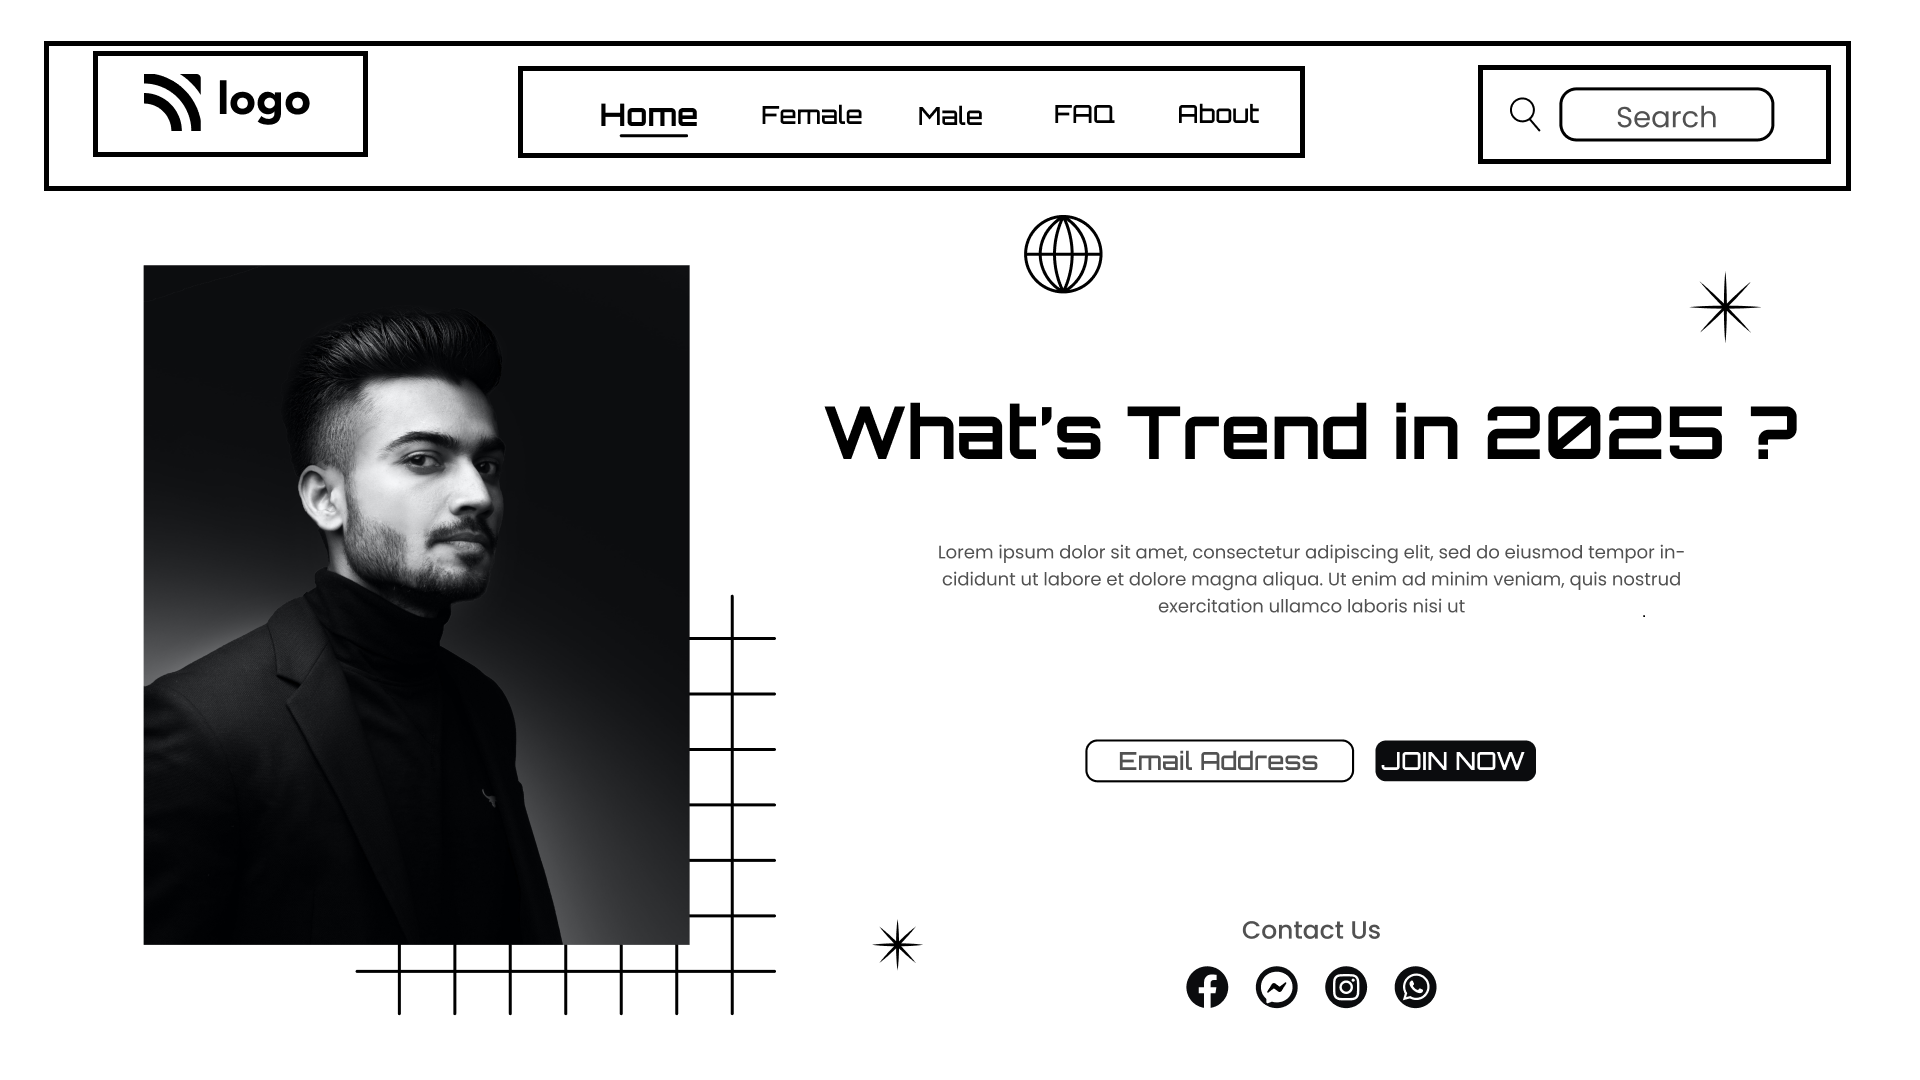 logo
Home Female Male FAQ About
Search
What's Trend in 2025 ?
Lorem ipsum dolor sit amet, consectetur adipiscing elit, sed do eiusmod tempor in-
cididunt ut labore et dolore magna aliqua. Ut enim ad minim veniam, quis nostrud
exercitation ullamco laboris nisi ut
.
Email Address JOIN NOW
Contact Us